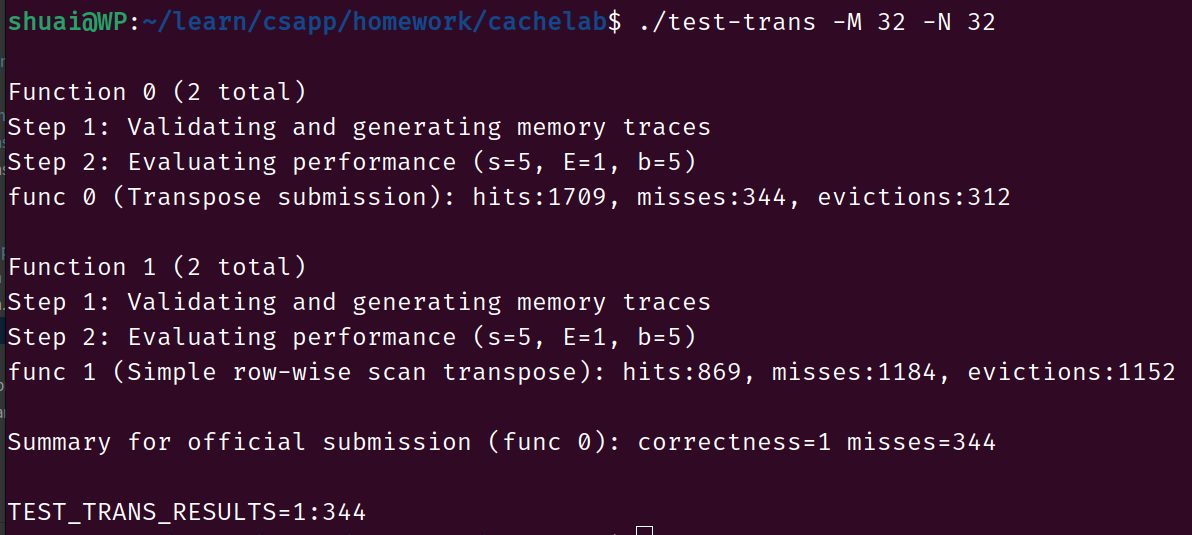 shuai@WP:~/learn/csapp/homework/cachelab$ ./test-trans -M 32 -N 32
Function 0 (2 total)
Step 1: Validating and generating memory traces
Step 2: Evaluating performance (s=5, E=1, b=5)
func 0 (Transpose submission): hits:1709, misses:344, evictions:312
Function 1 (2 total)
Step 1: Validating and generating memory traces
Step 2: Evaluating performance (s=5, E=1, b=5)
func 1 (Simple row-wise scan transpose): hits:869, misses:1184, evictions:1152
Summary for official submission (func 0): correctness=1 misses=344
TEST_TRANS_RESULTS=1:344